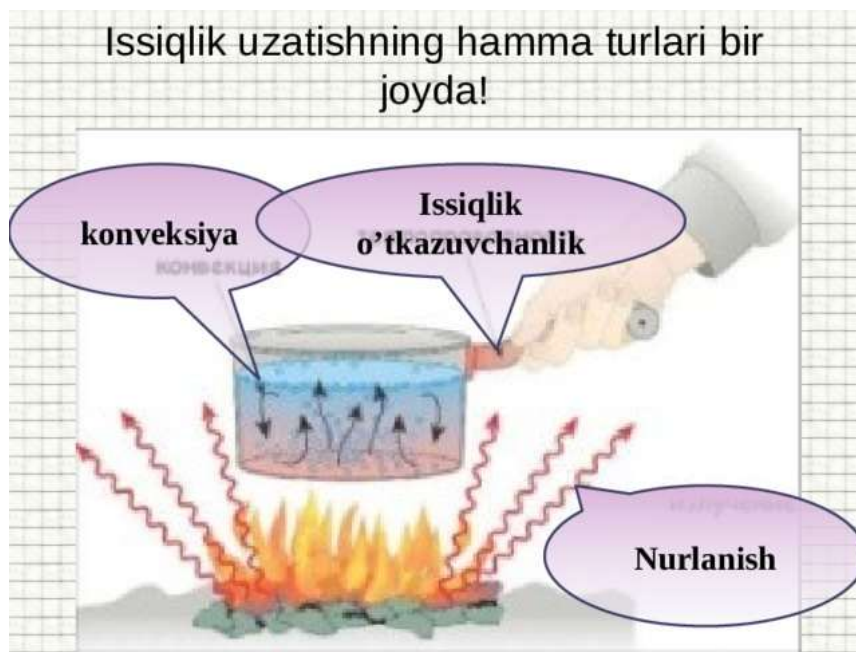 Issiqlik uzatishning hamma turlari bir
joyda!
konveksiya
Issiqlik
o’tkazuvchanlik
конвекция
Nurlanish